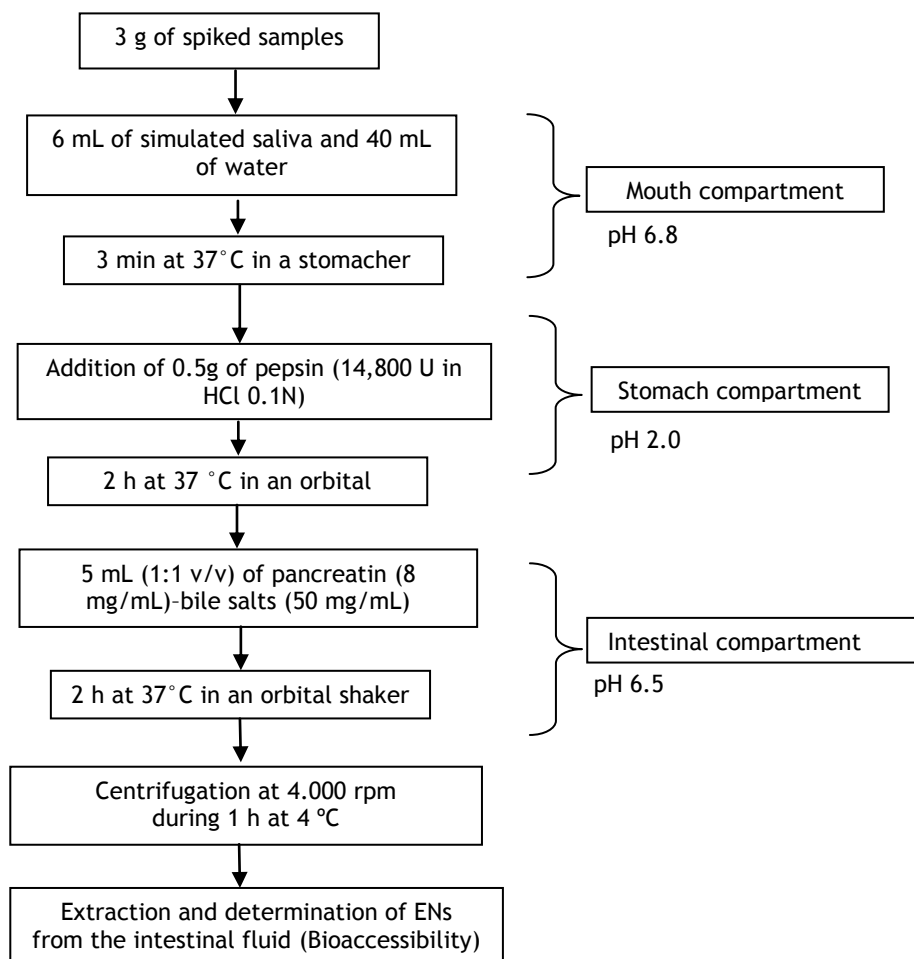 3 g of spiked samples
6 mL of simulated saliva and 40 mL
of water
Mouth compartment
pH 6.8
3 min at 37°C in a stomacher
Addition of 0.5g of pepsin (14,800 U in
HCl 0.1N)
Stomach compartment
pH 2.0
2 h at 37 °C in an orbital
5 mL (1:1 v/v) of pancreatin (8
mg/mL)-bile salts (50 mg/mL)
Intestinal compartment
pH 6.5
2 h at 37°C in an orbital shaker
Centrifugation at 4.000 rpm
during 1 h at 4 ºC
Extraction and determination of ENs
from the intestinal fluid (Bioaccessibility)